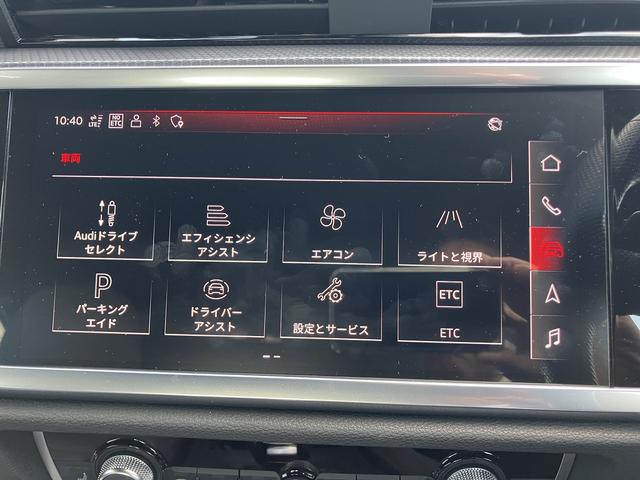 10:40 LTE NO ETC
車両
Audiドライブ
セレクト
エフィシェンシ
アシスト
エアコン
ライトと視界
P
パーキング
エイド
ドライバー
アシスト
設定とサービス
ETC
ETC